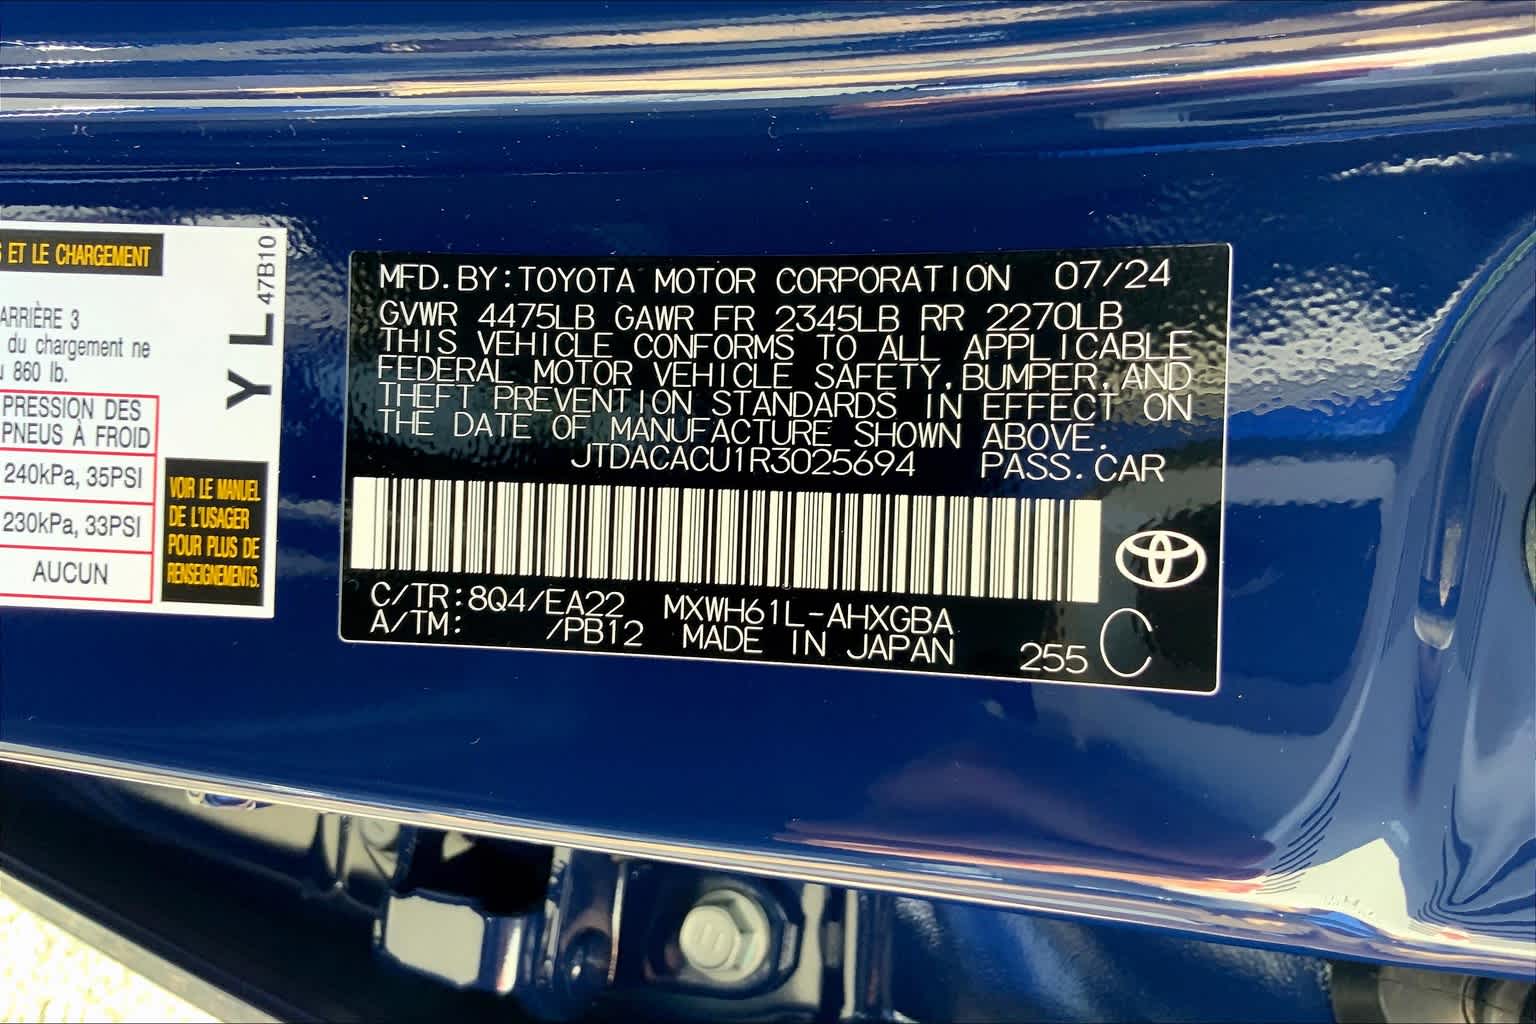 S ET LE CHARGEMENT
ARRIÈRE 3
du chargement ne
860 lb.
PRESSION DES
PNEUS À FROID
240kPa, 35PSI
230kPa, 33PSI
AUCUN
YL 47B10
VOIR LE MANUEL
DE L'USAGER
POUR PLUS DE
RENSEIGNEMENTS.
MFD.BY:TOYOTA MOTOR CORPORATION 07/24
GVWR 4475LB GAWR FR 2345LB RR 2270LB
THIS VEHICLE CONFORMS TO ALL APPLICABLE
FEDERAL MOTOR VEHICLE SAFETY,BUMPER,AND
THEFT PREVENTION STANDARDS IN EFFECT ON
THE DATE OF MANUFACTURE SHOWN ABOVE.
JTDACACU1R3025694 PASS.CAR
C/TR:8Q4/EA22 MXWH61L-AHXGBA
A/TM: /PB12 MADE IN JAPAN 255 C